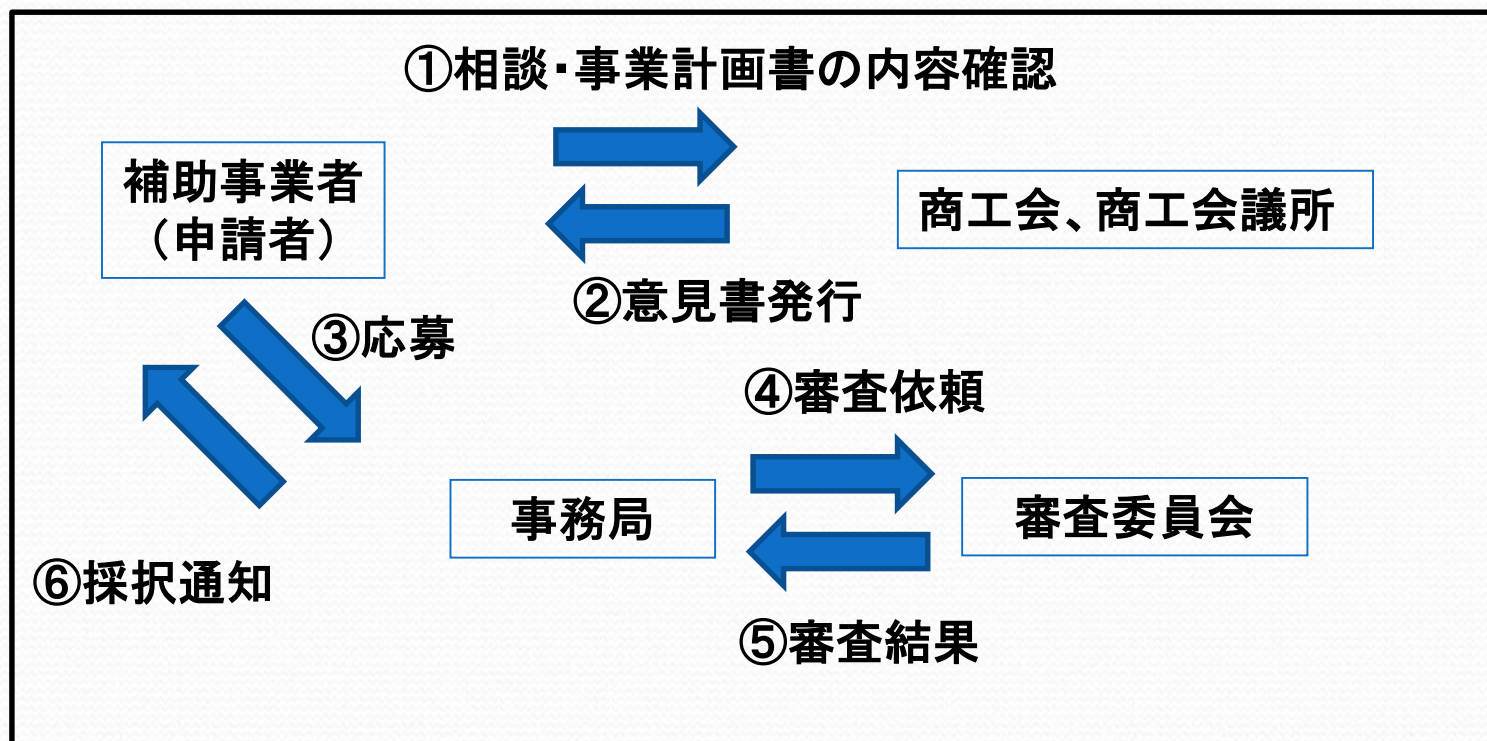 ①相談・事業計画書の内容確認
補助事業者
（申請者）
商工会、商工会議所
②意見書発行
③応募
④審査依頼
事務局
審査委員会
⑥採択通知
⑤審査結果